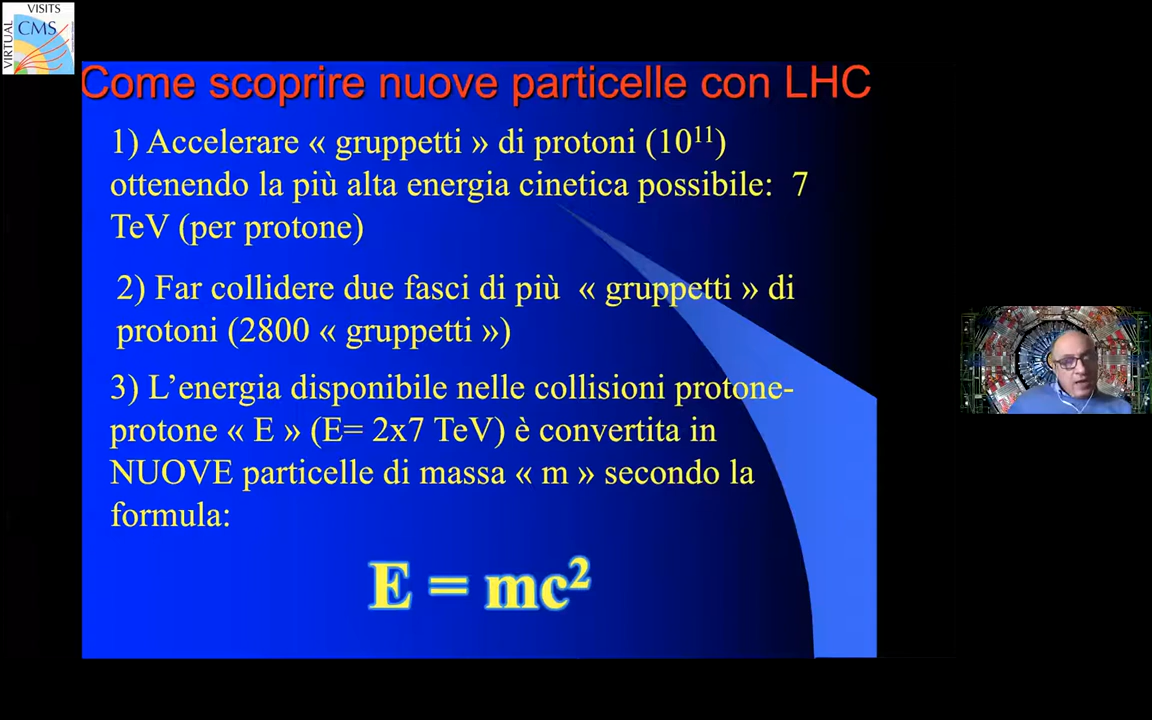 VISITS
CMS
VIRTUAL
Come scoprire nuove particelle con LHC
1) Accelerare « gruppetti » di protoni (10¹¹)
ottenendo la più alta energia cinetica possibile: 7
TeV (per protone)
2) Far collidere due fasci di più « gruppetti » di
protoni (2800 « gruppetti »)
3) L’energia disponibile nelle collisioni protone-
protone « E » (E= 2x7 TeV) è convertita in
NUOVE particelle di massa « m » secondo la
formula:
E = mc²